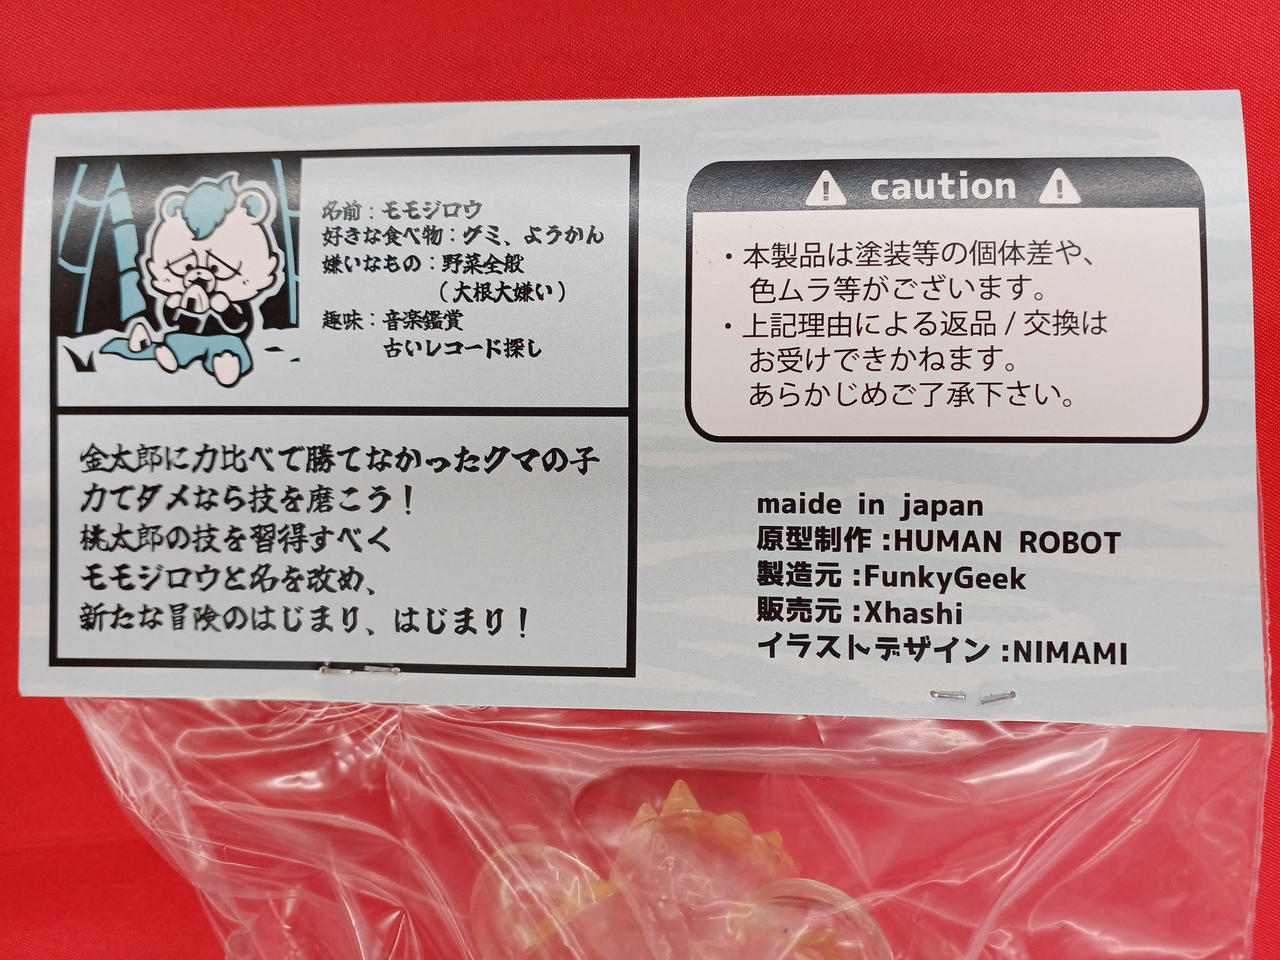 名前：モモジロウ
好きな食べ物：グミ、ようかん
嫌いなもの：野菜全般
（大根大嫌い）
趣味：音楽鑑賞
古いレコード探し
金太郎に力比べで勝てなかったクマの子
力でダメなら技を磨こう！
桃太郎の技を習得すべく
モモジロウと名を改め、
新たな冒険のはじまり、はじまり！
caution
・本製品は塗装等の個体差や、
色ムラ等がございます。
・上記理由による返品 / 交換は
お受けできかねます。
あらかじめご了承下さい。
maide in japan
原型制作 :HUMAN ROBOT
製造元 :FunkyGeek
販売元 :Xhashi
イラストデザイン :NIMAMI